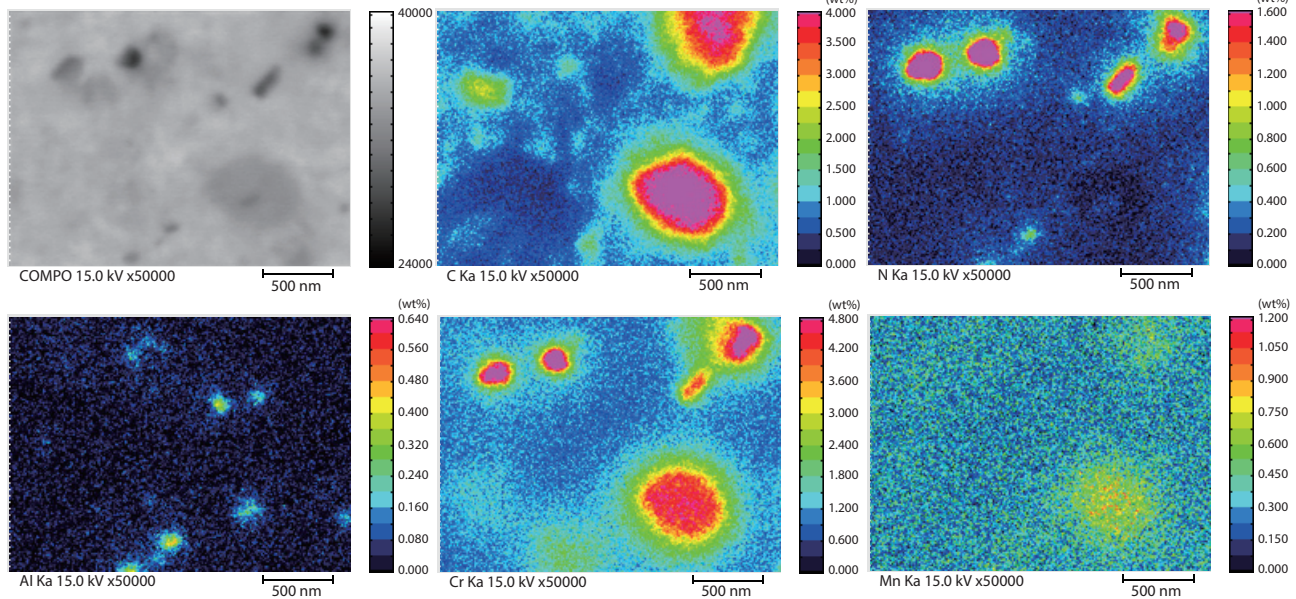 40000
24000
COMPO 15.0 kV x50000
500 nm
(wt%)
4.000
3.500
3.000
2.500
2.000
1.500
1.000
0.500
0.000
C Ka 15.0 kV x50000
500 nm
(wt%)
1.600
1.400
1.200
1.000
0.800
0.600
0.400
0.200
0.000
N Ka 15.0 kV x50000
500 nm
(wt%)
0.640
0.560
0.480
0.400
0.320
0.240
0.160
0.080
0.000
Al Ka 15.0 kV x50000
500 nm
(wt%)
4.800
4.200
3.600
3.000
2.400
1.800
1.200
0.600
0.000
Cr Ka 15.0 kV x50000
500 nm
(wt%)
1.200
1.050
0.900
0.750
0.600
0.450
0.300
0.150
0.000
Mn Ka 15.0 kV x50000
500 nm